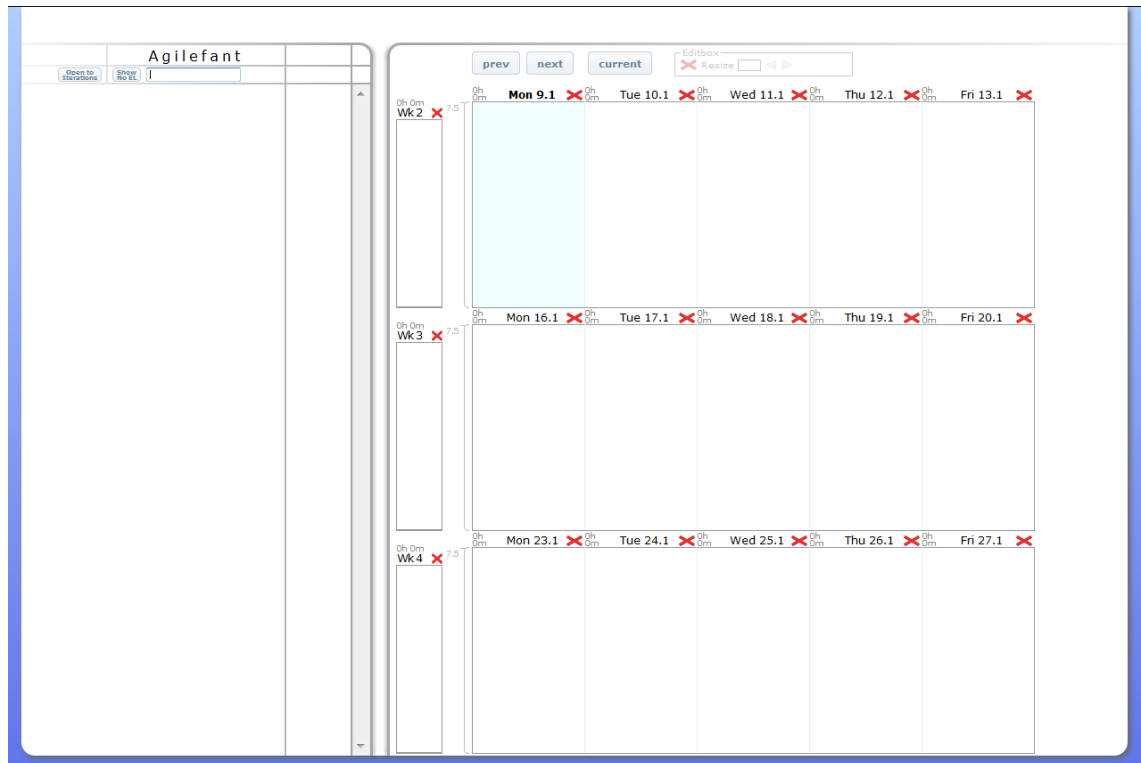 Agilefant
Open to Iterations
Show No EL
prev next current
Editbox
Resize
0h 0m Mon 9.1 0h 0m Tue 10.1 0h 0m Wed 11.1 0h 0m Thu 12.1 0h 0m Fri 13.1
0h 0m
Wk 2 7.5
0h 0m Mon 16.1 0h 0m Tue 17.1 0h 0m Wed 18.1 0h 0m Thu 19.1 0h 0m Fri 20.1
0h 0m
Wk 3 7.5
0h 0m Mon 23.1 0h 0m Tue 24.1 0h 0m Wed 25.1 0h 0m Thu 26.1 0h 0m Fri 27.1
0h 0m
Wk 4 7.5